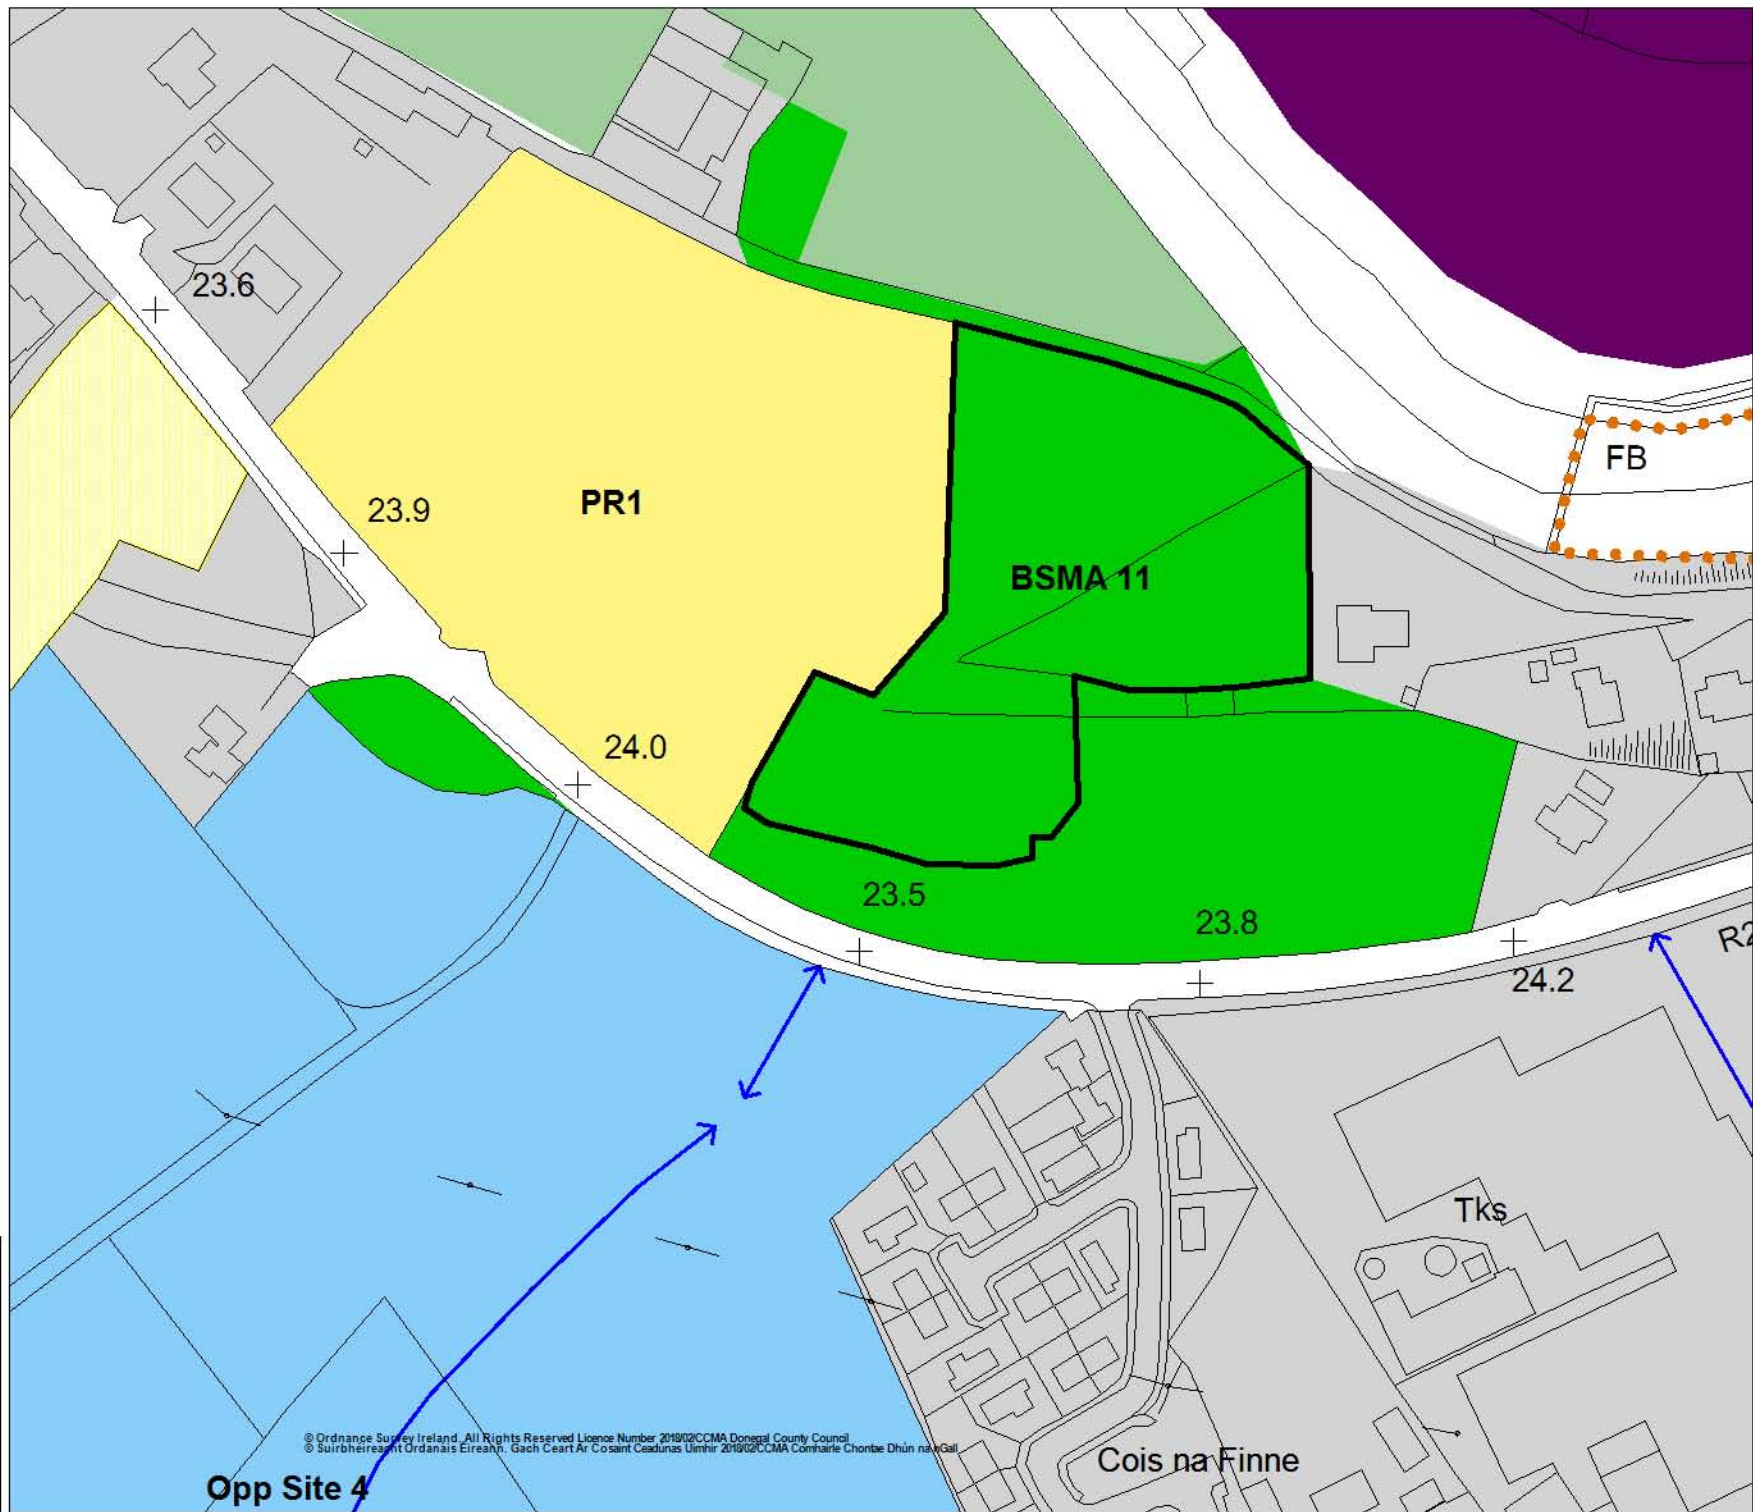 23.6
FB
PR1
23.9
BSMA 11
24.0
23.5
23.8
R2
24.2
Tks
© Ordnance Survey Ireland. All Rights Reserved Licence Number 2018/02/CCMA Donegal County Council
© Suirbhéireacht Ordanáis Éireann. Gach Ceart Ar Cosaint Ceadúnas Uimhir 2018/02/CCMA Comhairle Chontae Dhún na nGall
Cois na Finne
Opp Site 4